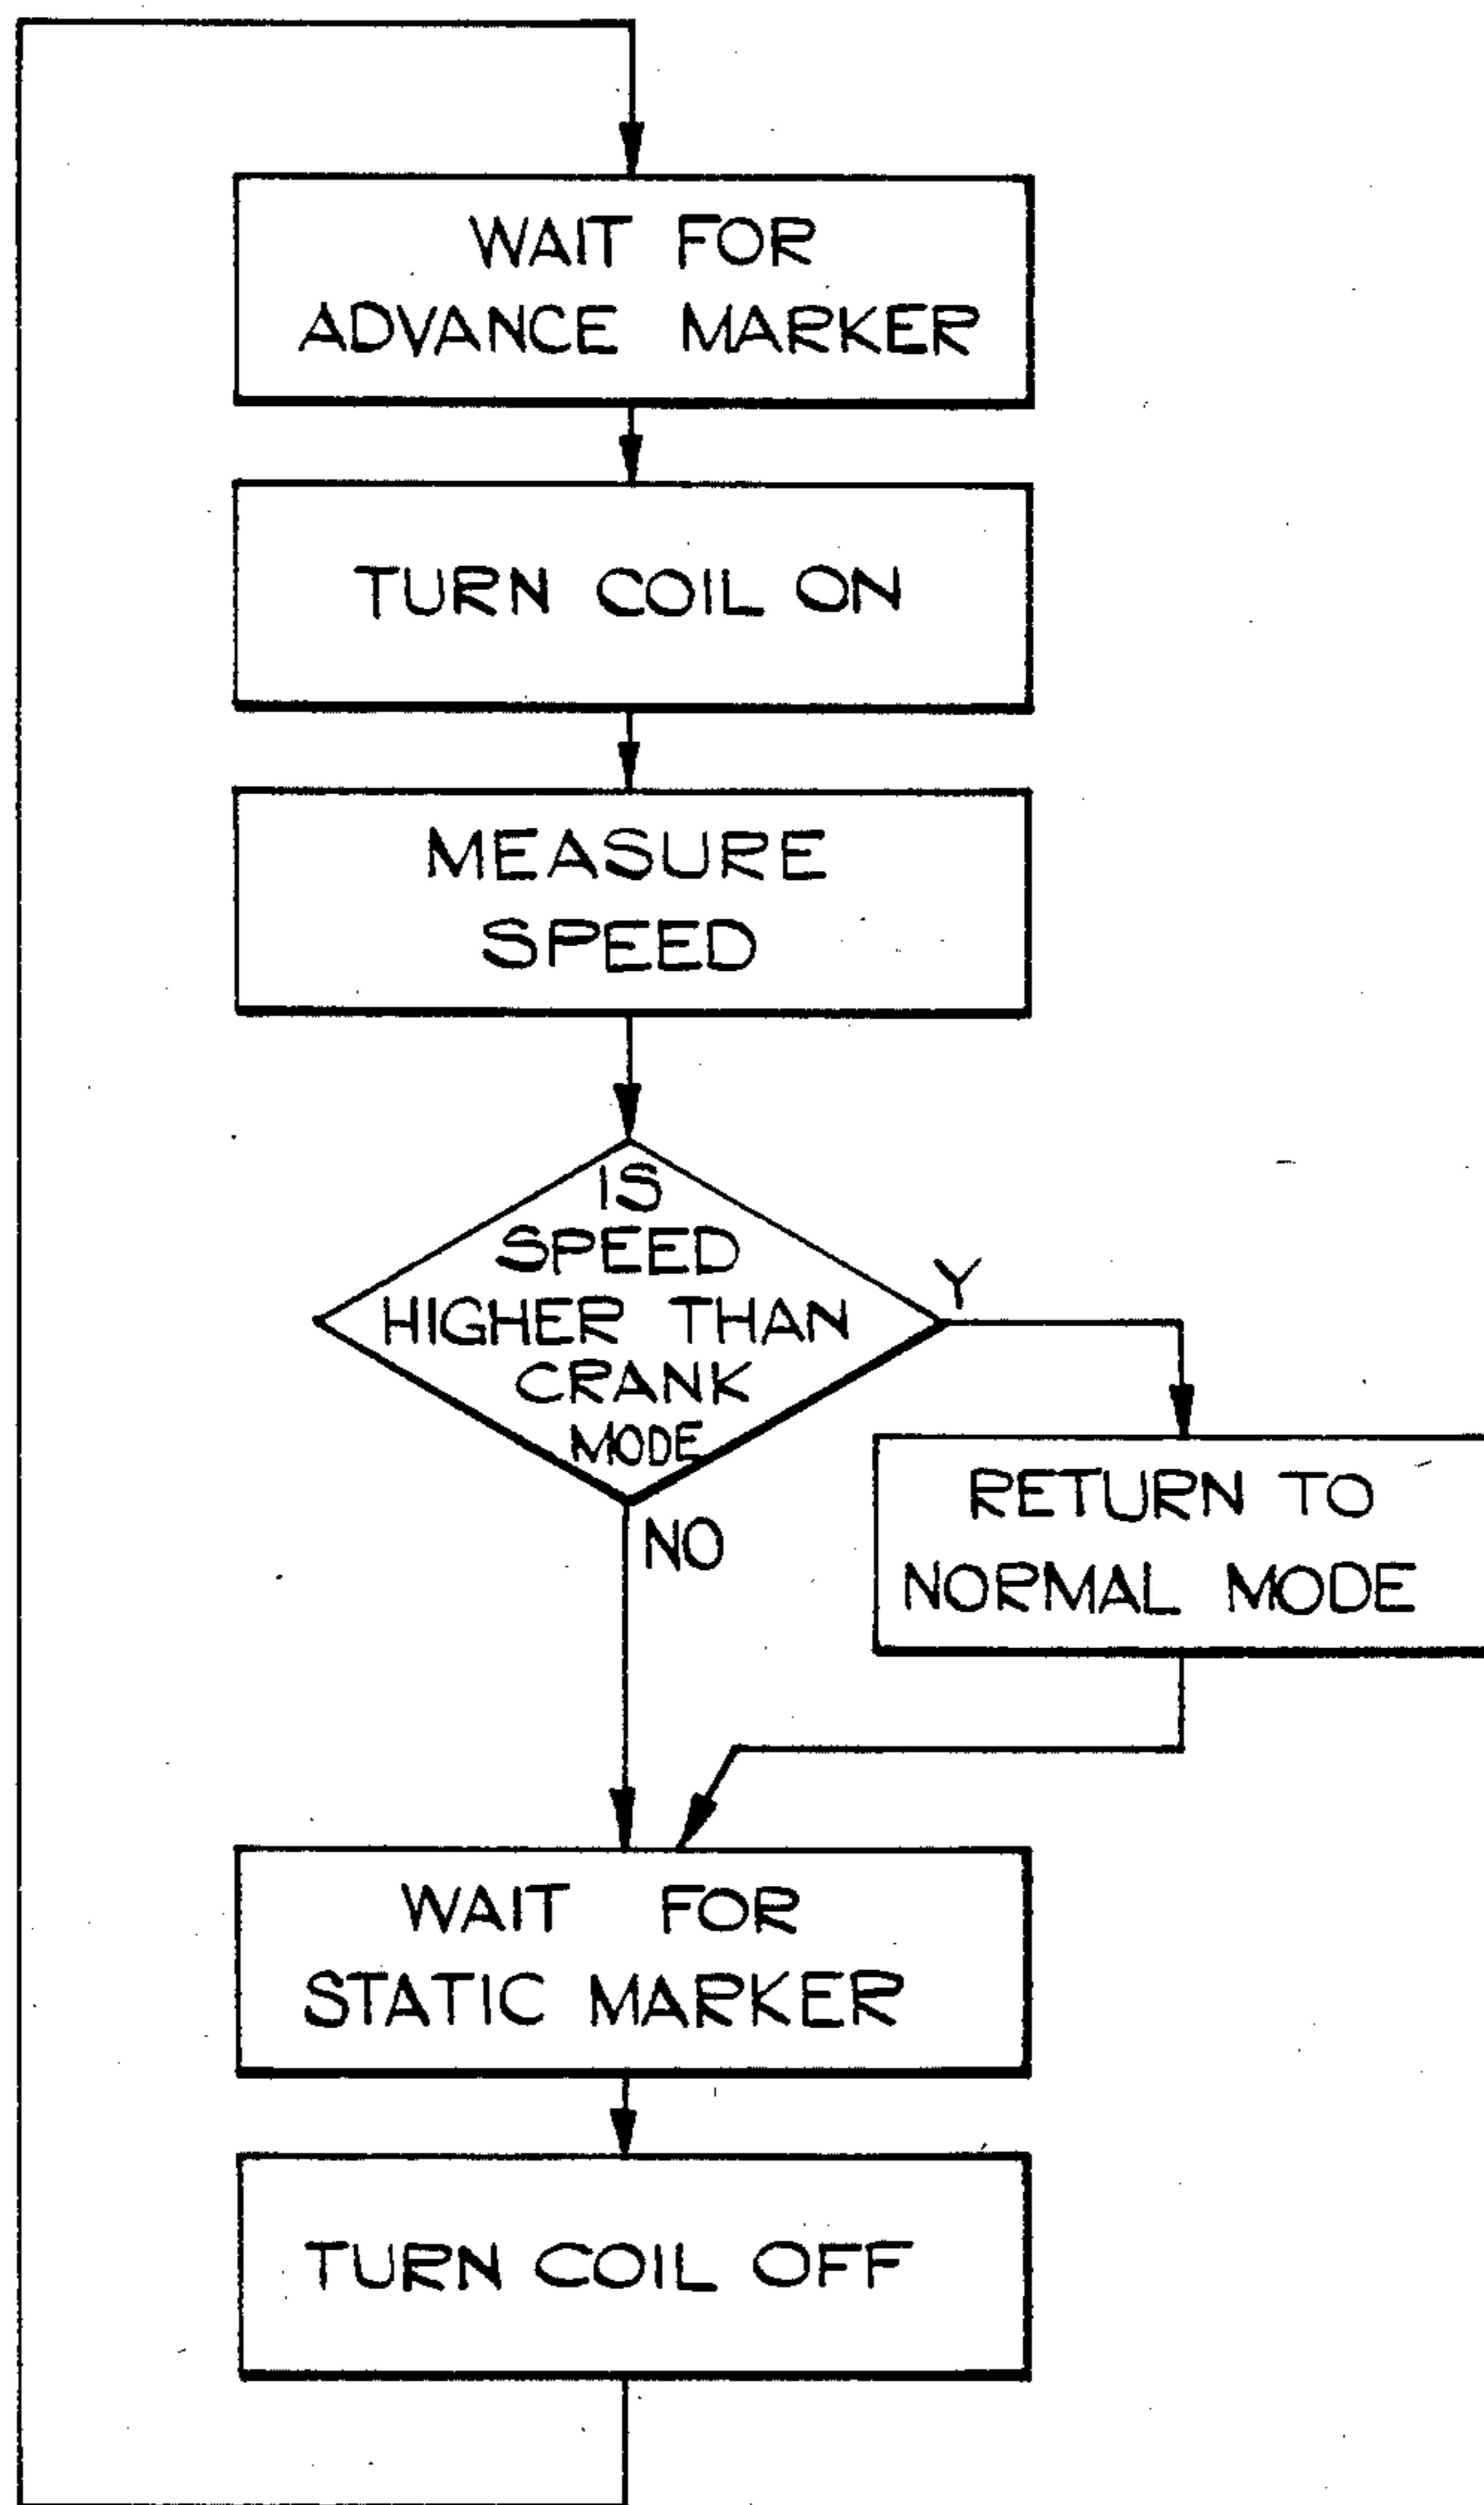 WAIT FOR
ADVANCE MARKER
TURN COIL ON
MEASURE
SPEED
IS
SPEED
HIGHER THAN
CRANK
MODE
Y
NO
RETURN TO
NORMAL MODE
WAIT FOR
STATIC MARKER
TURN COIL OFF